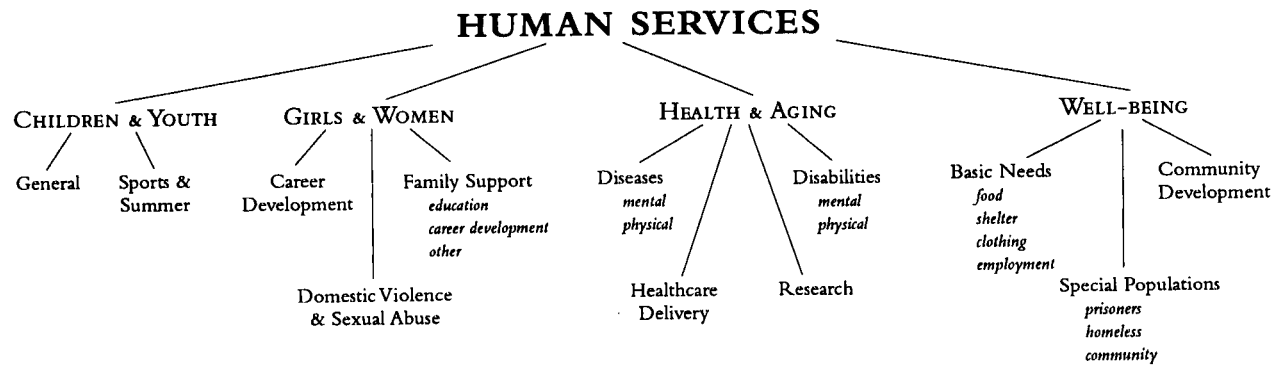 HUMAN SERVICES
CHILDREN & YOUTH
General
Sports &
Summer
GIRLS & WOMEN
Career
Development
Family Support
education
career development
other
Domestic Violence
& Sexual Abuse
HEALTH & AGING
Diseases
mental
physical
Disabilities
mental
physical
Healthcare
Delivery
Research
WELL-BEING
Basic Needs
food
shelter
clothing
employment
Community
Development
Special Populations
prisoners
homeless
community